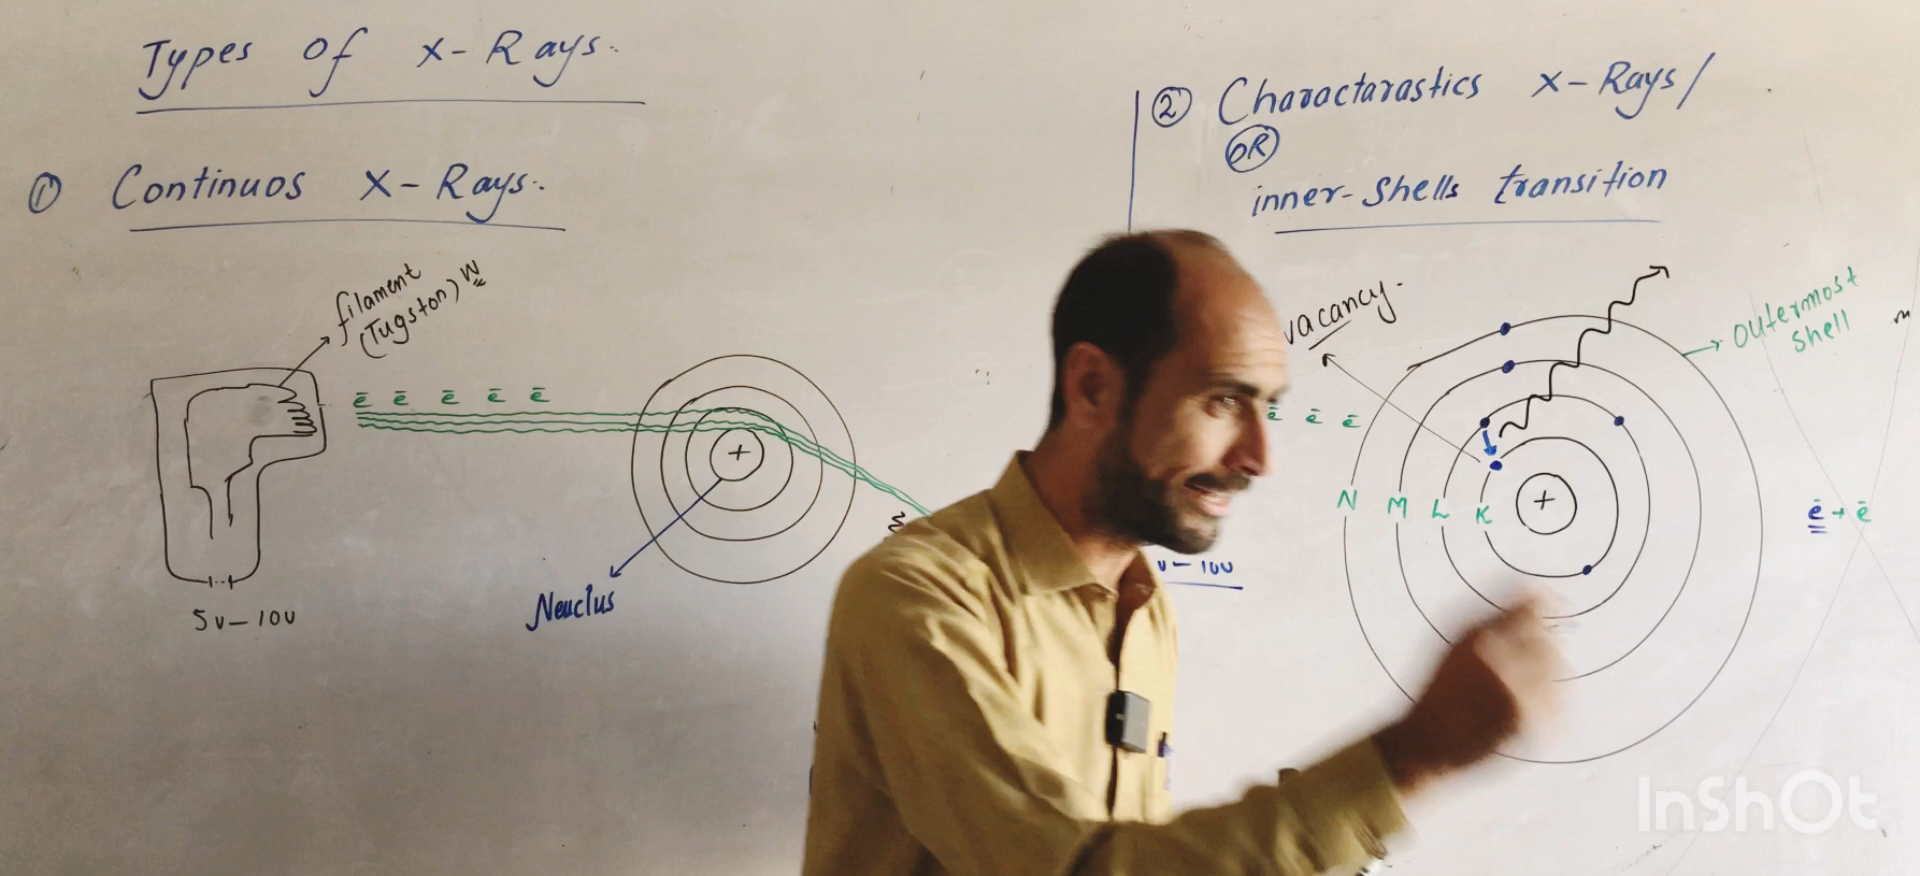 Types of X-Rays.
① Continuos X-Rays.
filament
(Tugston) W
ē ē ē ē ē
+
Neuclus
5v-10v
② Charactarastics X-Rays/
OR
inner-Shells transition
vacancy.
outermost
shell
ē ē ē
N M L K +
ē + ē
v-10v
InShOt